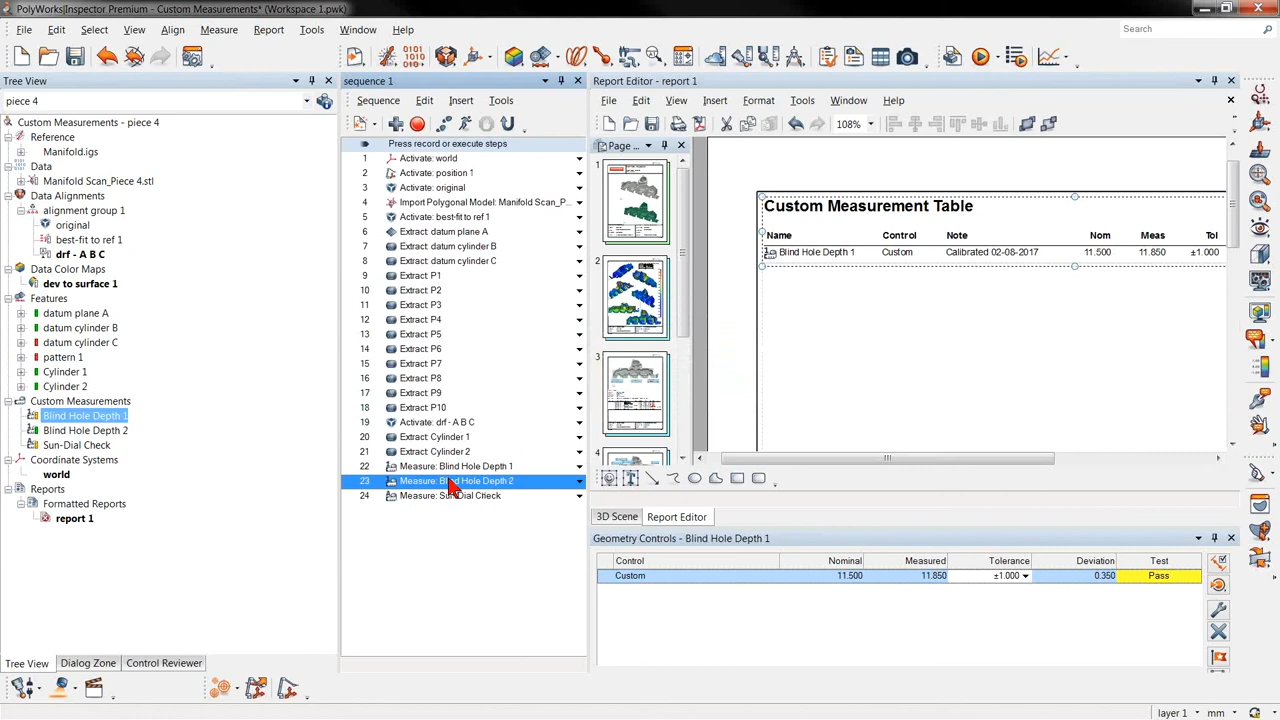 PolyWorks|Inspector Premium - Custom Measurements* (Workspace 1.pwk)
File Edit Select View Align Measure Report Tools Window Help
Search
Tree View
piece 4
Custom Measurements - piece 4
Reference
Manifold.igs
Data
Manifold Scan_Piece 4.stl
Data Alignments
alignment group 1
original
best-fit to ref 1
drf - A B C
Data Color Maps
dev to surface 1
Features
datum plane A
datum cylinder B
datum cylinder C
pattern 1
Cylinder 1
Cylinder 2
Custom Measurements
Blind Hole Depth 1
Blind Hole Depth 2
Sun-Dial Check
Coordinate Systems
world
Reports
Formatted Reports
report 1
Tree View Dialog Zone Control Reviewer
sequence 1
Sequence Edit Insert Tools
Press record or execute steps
1 Activate: world
2 Activate: position 1
3 Activate: original
4 Import Polygonal Model: Manifold Scan_P...
5 Activate: best-fit to ref 1
6 Extract: datum plane A
7 Extract: datum cylinder B
8 Extract: datum cylinder C
9 Extract: P1
10 Extract: P2
11 Extract: P3
12 Extract: P4
13 Extract: P5
14 Extract: P6
15 Extract: P7
16 Extract: P8
17 Extract: P9
18 Extract: P10
19 Activate: drf - A B C
20 Extract: Cylinder 1
21 Extract: Cylinder 2
22 Measure: Blind Hole Depth 1
23 Measure: Blind Hole Depth 2
24 Measure: Sun-Dial Check
Report Editor - report 1
File Edit View Insert Format Tools Window Help
108%
Page ...
1
2
3
4
Custom Measurement Table
Name Control Note Nom Meas Tol
Blind Hole Depth 1 Custom Calibrated 02-08-2017 11.500 11.850 ±1.000
3D Scene Report Editor
Geometry Controls - Blind Hole Depth 1
Control Nominal Measured Tolerance Deviation Test
Custom 11.500 11.850 ±1.000 0.350 Pass
layer 1 mm